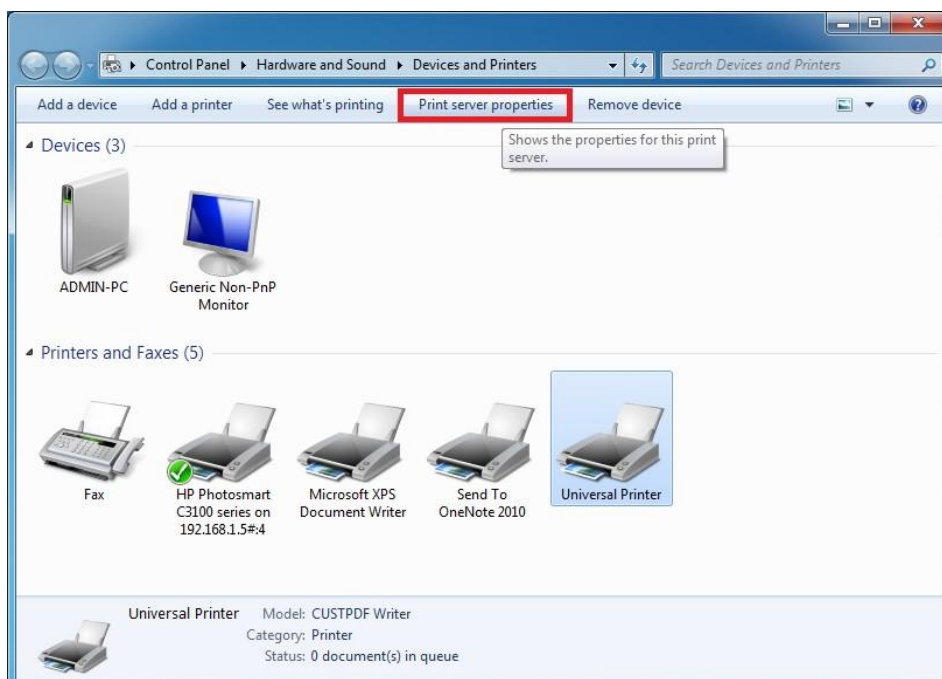 Control Panel ▸ Hardware and Sound ▸ Devices and Printers
Search Devices and Printers
Add a device Add a printer See what's printing Print server properties Remove device
Shows the properties for this print
server.
Devices (3)
ADMIN-PC
Generic Non-PnP
Monitor
Printers and Faxes (5)
Fax
HP Photosmart
C3100 series on
192.168.1.5#:4
Microsoft XPS
Document Writer
Send To
OneNote 2010
Universal Printer
Universal Printer Model: CUSTPDF Writer
Category: Printer
Status: 0 document(s) in queue